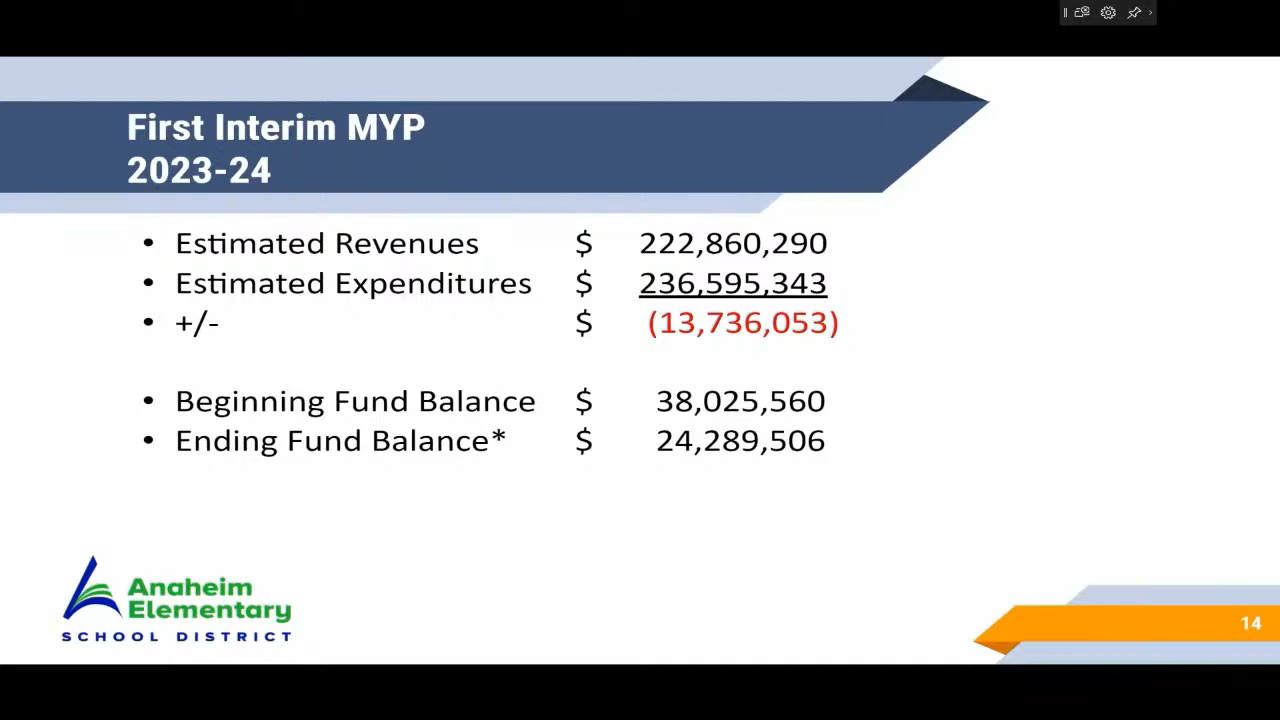 First Interim MYP
2023-24
• Estimated Revenues $ 222,860,290
• Estimated Expenditures $ 236,595,343
• +/- $ (13,736,053)
• Beginning Fund Balance $ 38,025,560
• Ending Fund Balance* $ 24,289,506
Anaheim
Elementary
SCHOOL DISTRICT
14